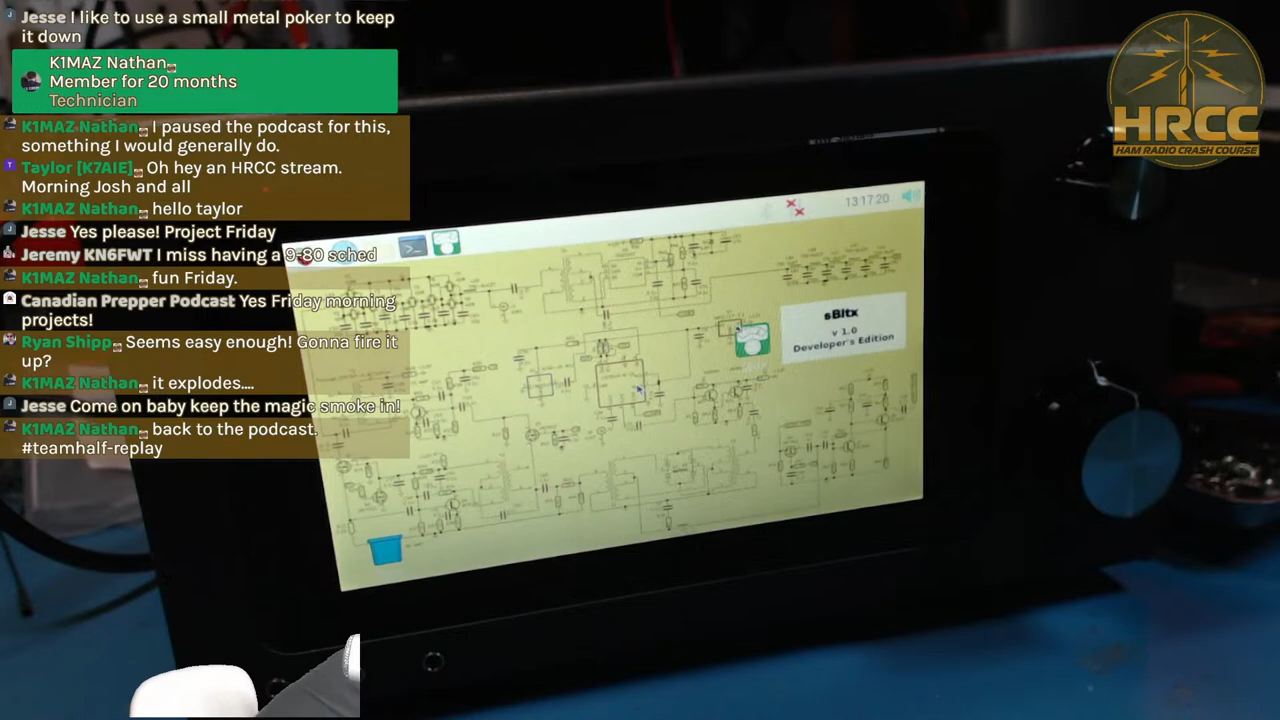 Jesse I like to use a small metal poker to keep
it down
K1MAZ Nathan
Member for 20 months
Technician
K1MAZ Nathan I paused the podcast for this,
something I would generally do.
Taylor [K7AIE] Oh hey an HRCC stream.
Morning Josh and all
K1MAZ Nathan hello taylor
Jesse Yes please! Project Friday
Jeremy KN6FWT I miss having a 9-80 sched
K1MAZ Nathan fun Friday.
Canadian Prepper Podcast Yes Friday morning
projects!
Ryan Shipp Seems easy enough! Gonna fire it
up?
K1MAZ Nathan it explodes....
Jesse Come on baby keep the magic smoke in!
K1MAZ Nathan back to the podcast.
#teamhalf-replay
HRCC
HAM RADIO CRASH COURSE
13:17:20
>_
sBitx
v 1.0
Developer's Edition